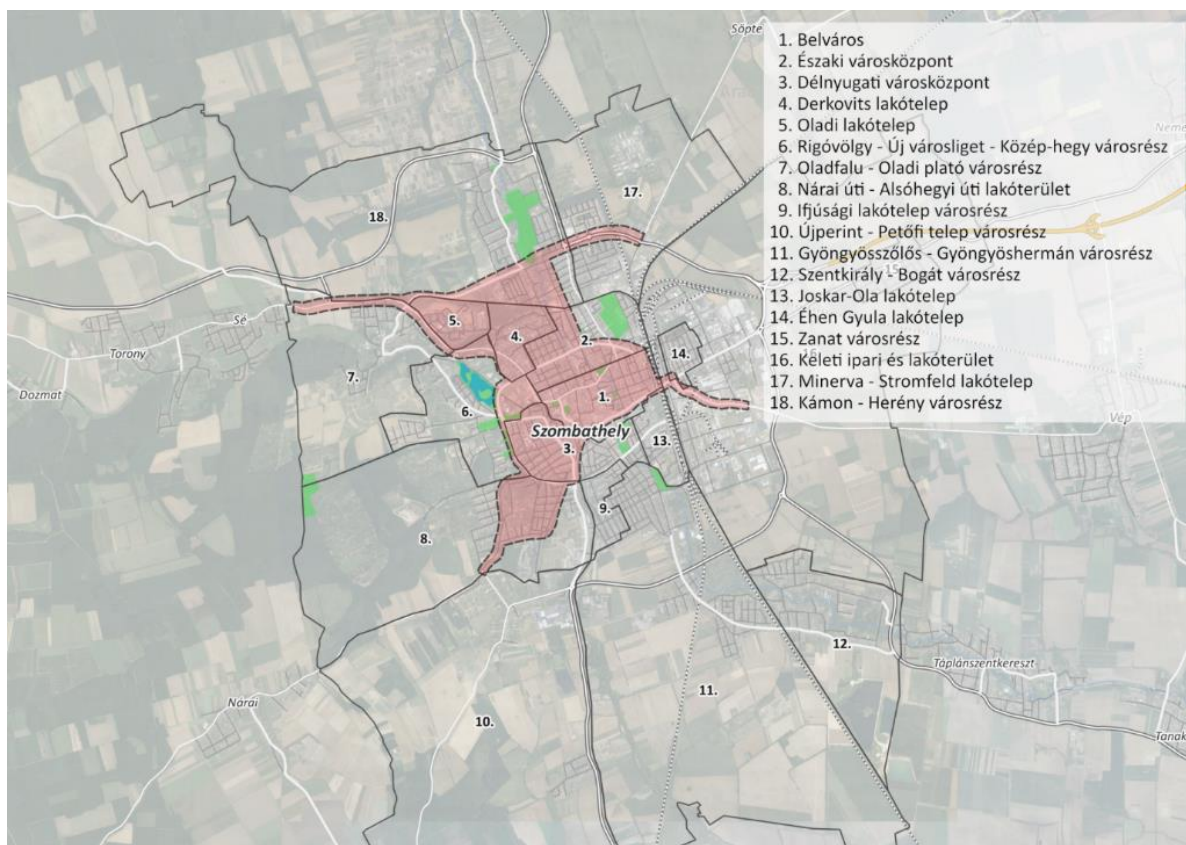 Söpte
1. Belváros
2. Északi városközpont
3. Délnyugati városközpont
4. Derkovits lakótelep
5. Oladi lakótelep
6. Rigóvölgy - Új városliget - Közép-hegy városrész
7. Oladfalu - Oladi plató városrész
8. Nárai úti - Alsóhegyi úti lakóterület
9. Ifjúsági lakótelep városrész
10. Újperint - Petőfi telep városrész
11. Gyöngyösszőlős - Gyöngyöshermán városrész
12. Szentkirály - Bogát városrész
13. Joskar-Ola lakótelep
14. Éhen Gyula lakótelep
15. Zanat városrész
16. Keleti ipari és lakóterület
17. Minerva - Stromfeld lakótelep
18. Kámon - Herény városrész
Neme
17.
18.
15.
Sé
5.
4.
2.
14.
16.
Torony
7.
Dozmat
6.
1.
Szombathely
13.
Vép
3.
9.
8.
12.
Táplánszentkereszt
11.
Nárai
10.
Tanak